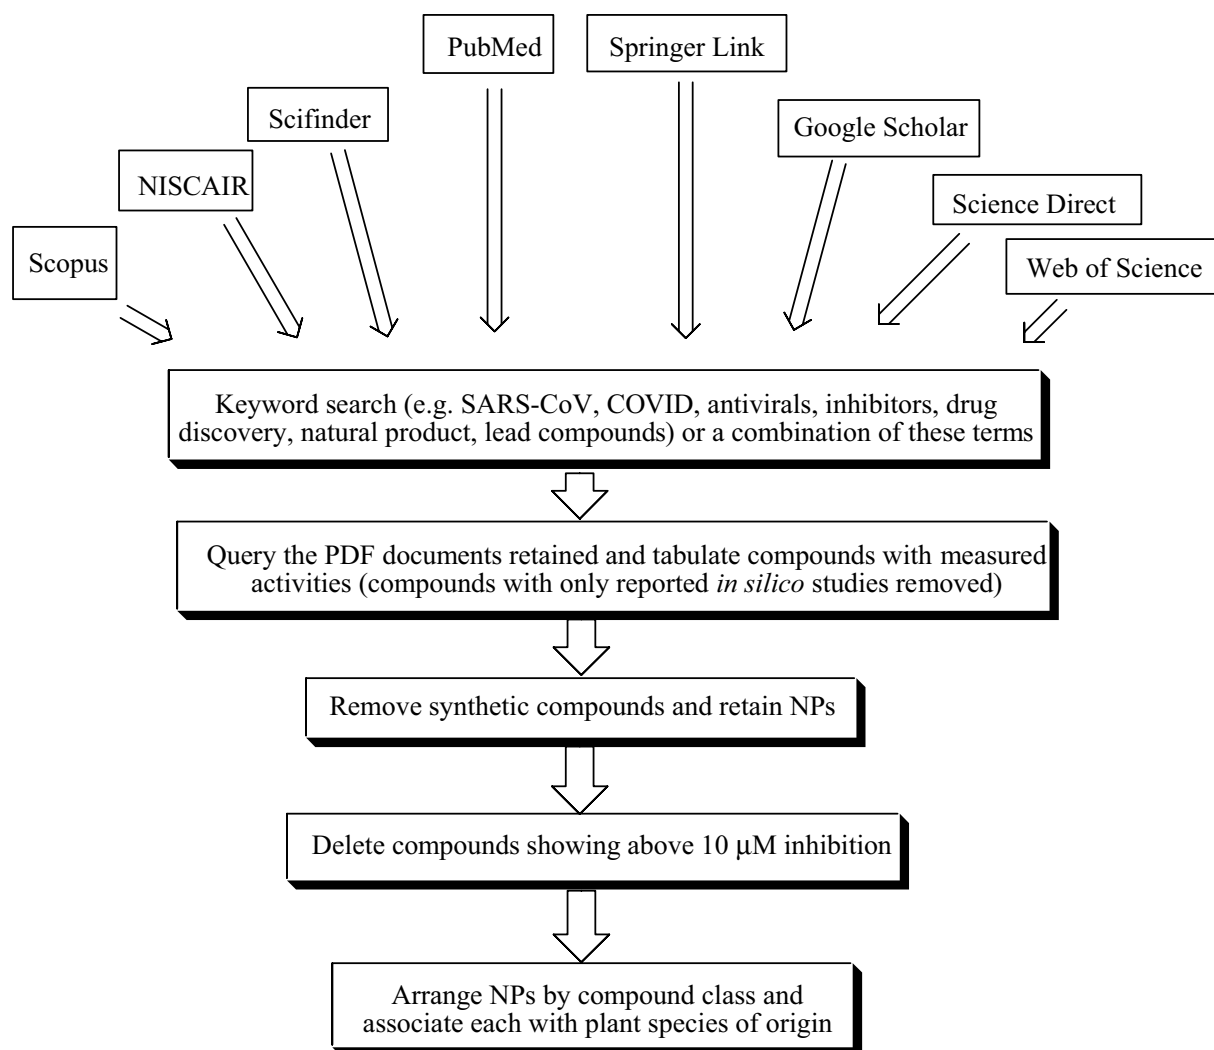 PubMed
Springer Link
Scifinder
Google Scholar
NISCAIR
Science Direct
Scopus
Web of Science
Keyword search (e.g. SARS-CoV, COVID, antivirals, inhibitors, drug
discovery, natural product, lead compounds) or a combination of these terms
Query the PDF documents retained and tabulate compounds with measured
activities (compounds with only reported in silico studies removed)
Remove synthetic compounds and retain NPs
Delete compounds showing above 10 μM inhibition
Arrange NPs by compound class and
associate each with plant species of origin